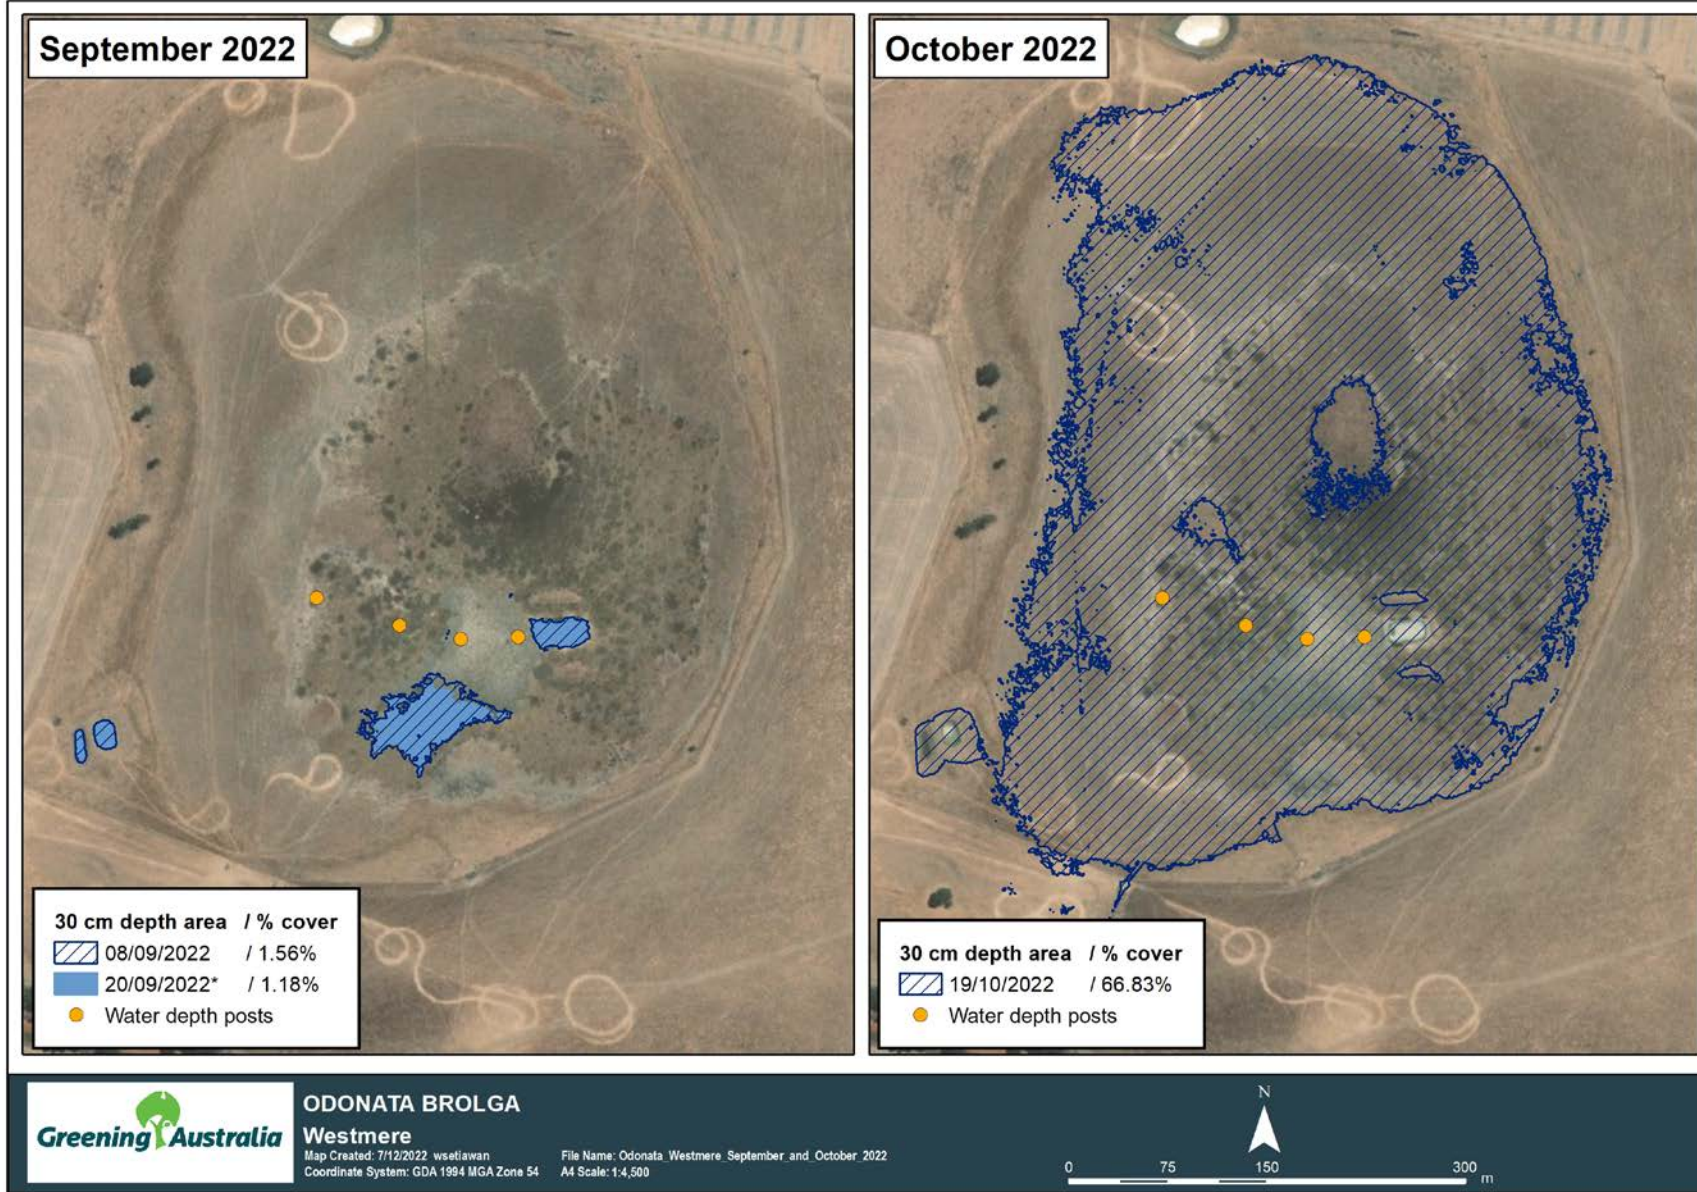 September 2022
30 cm depth area / % cover
08/09/2022 / 1.56%
20/09/2022* / 1.18%
Water depth posts
October 2022
30 cm depth area / % cover
19/10/2022 / 66.83%
Water depth posts
Greening Australia
ODONATA BROLGA
Westmere
Map Created: 7/12/2022 wsetiawan File Name: Odonata_Westmere_September_and_October_2022
Coordinate System: GDA 1994 MGA Zone 54 A4 Scale: 1:4,500
N
0 75 150 300
m